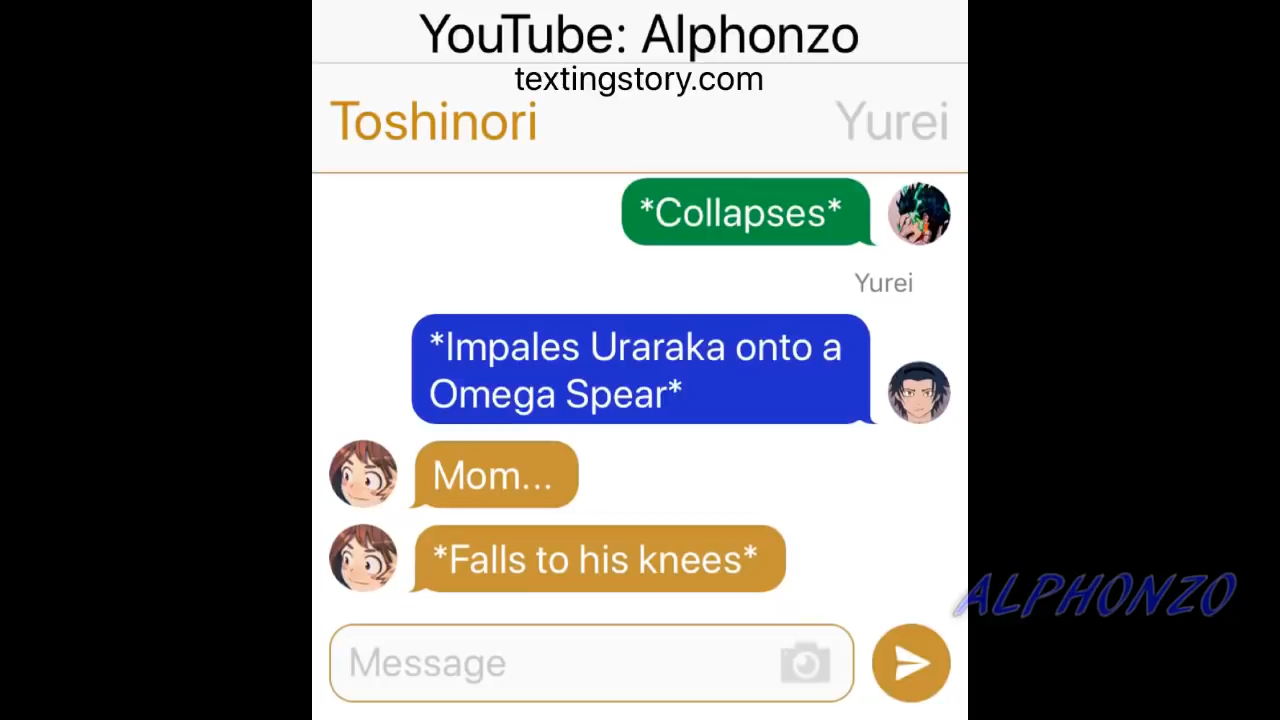 YouTube: Alphonzo
textingstory.com
Toshinori
Yurei
*Collapses*
Yurei
*Impales Uraraka onto a
Omega Spear*
Mom...
*Falls to his knees*
ALPHONZO
Message